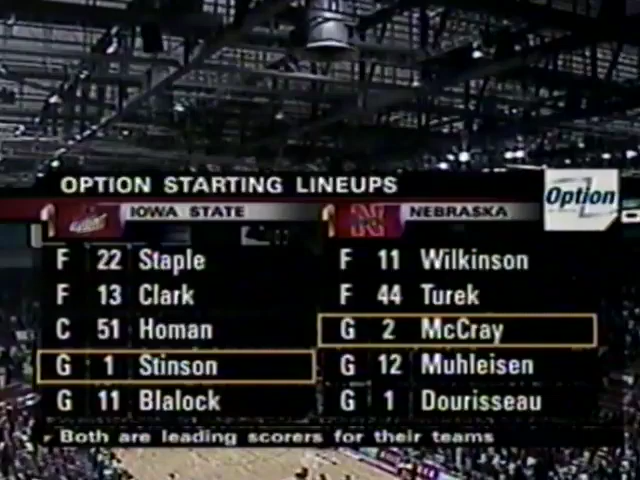 OPTION STARTING LINEUPS
Option
IOWA STATE
NEBRASKA
F 22 Staple
F 11 Wilkinson
F 13 Clark
F 44 Turek
C 51 Homan
G 2 McCray
G 1 Stinson
G 12 Muhleisen
G 11 Blalock
G 1 Dourisseau
Both are leading scorers for their teams